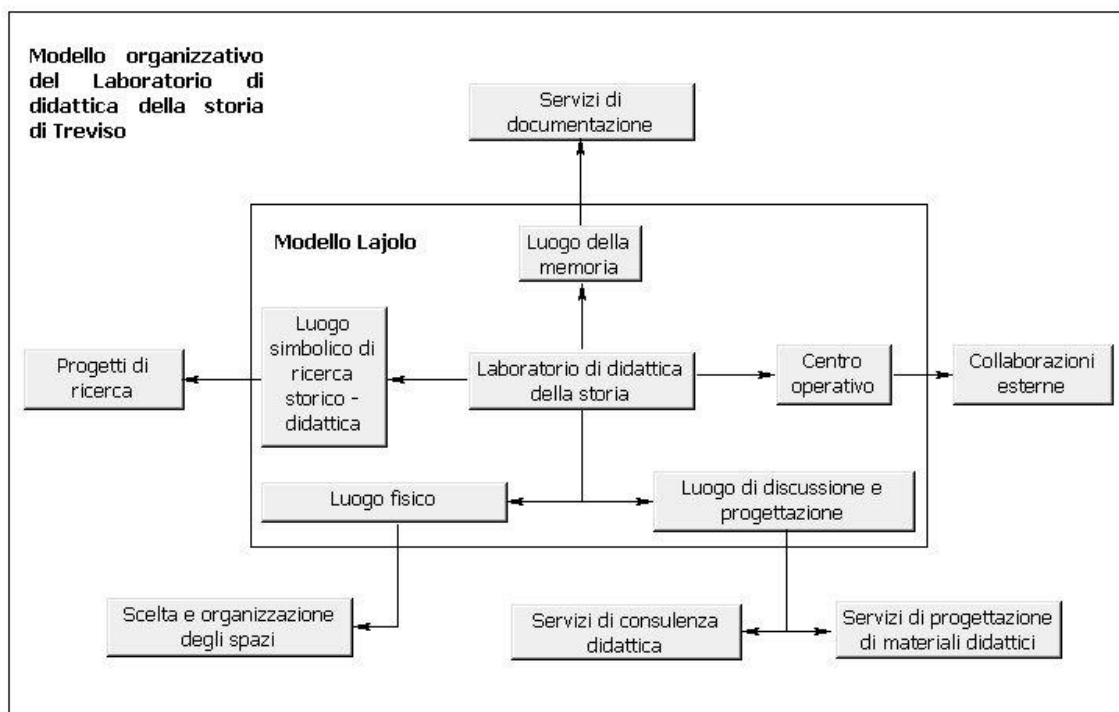 Modello organizzativo
del Laboratorio di
didattica della storia
di Treviso
Servizi di
documentazione
Modello Lajolo
Luogo della
memoria
Luogo
simbolico di
ricerca
storico -
didattica
Progetti di
ricerca
Laboratorio di didattica
della storia
Centro
operativo
Collaborazioni
esterne
Luogo fisico
Luogo di discussione e
progettazione
Scelta e organizzazione
degli spazi
Servizi di consulenza
didattica
Servizi di progettazione
di materiali didattici